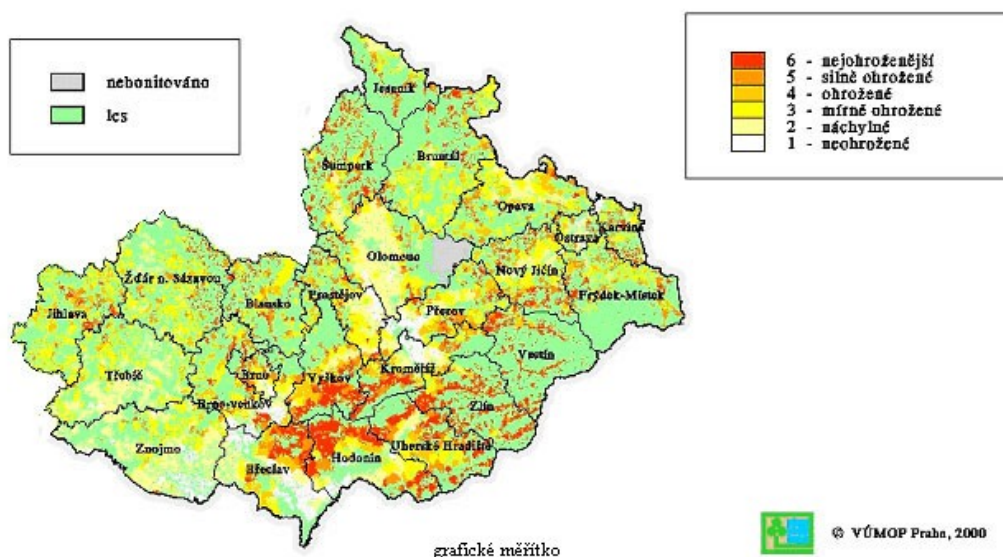 nebonitováno
les
6 - nejohroženější
5 - silně ohrožené
4 - ohrožené
3 - mírně ohrožené
2 - náchylné
1 - neohrožené
Jeseník
Šumperk
Bruntál
Opava
Karviná
Ostrava
Olomouc
Nový Jičín
Žďár n. Sázavou
Blansko
Prostějov
Přerov
Frýdek-Místek
Jihlava
Vsetín
Třebíč
Brno
Vyškov
Kroměříž
Zlín
Brno-venkov
Znojmo
Břeclav
Hodonín
Uherské Hradiště
© VÚMOP Praha, 2000
grafické měřítko